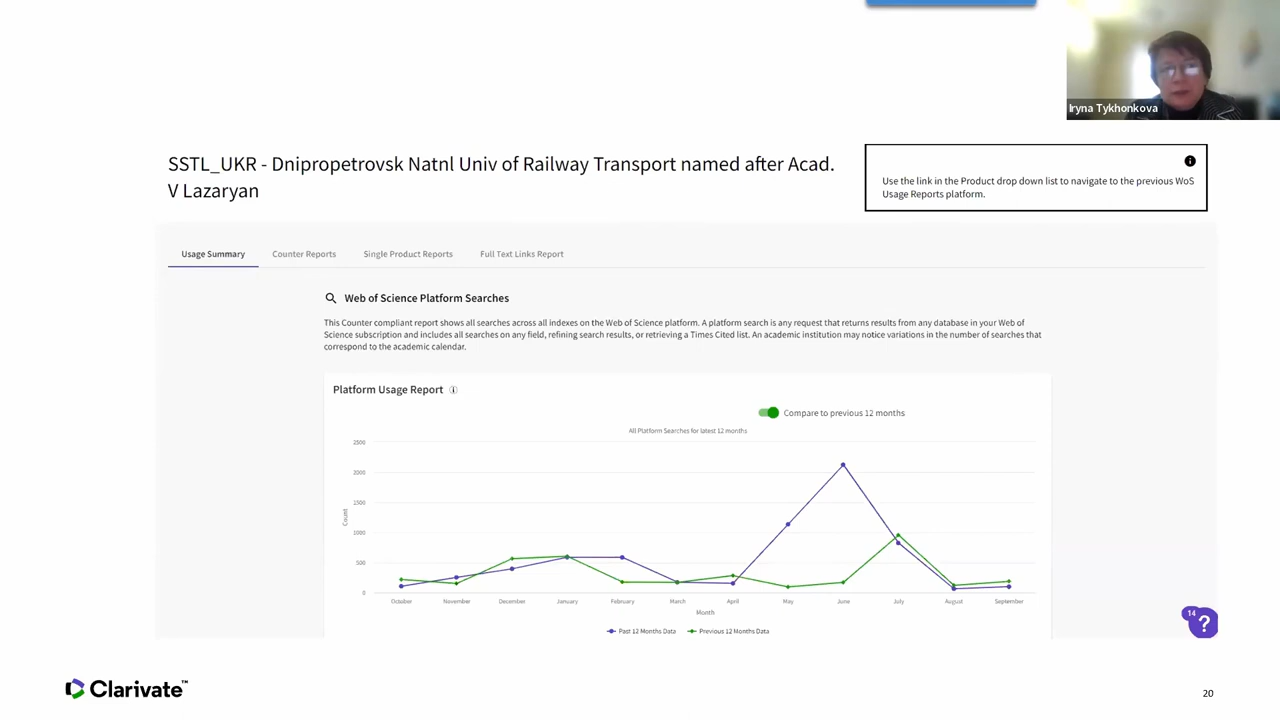 Iryna Tykhonkova
SSTL_UKR - Dnipropetrovsk Natnl Univ of Railway Transport named after Acad.
V Lazaryan
Use the link in the Product drop down list to navigate to the previous WoS
Usage Reports platform.
Usage Summary Counter Reports Single Product Reports Full Text Links Report
Web of Science Platform Searches
This Counter compliant report shows all searches across all indexes on the Web of Science platform. A platform search is any request that returns results from any database in your Web of
Science subscription and includes all searches on any field, refining search results, or retrieving a Times Cited list. An academic institution may notice variations in the number of searches that
correspond to the academic calendar.
Platform Usage Report
Compare to previous 12 months
All Platform Searches for latest 12 months
2500
2000
1500
1000
500
0
Count
October November December January February March April May June July August September
Month
Past 12 Months Data Previous 12 Months Data
14
?
Clarivate™
20